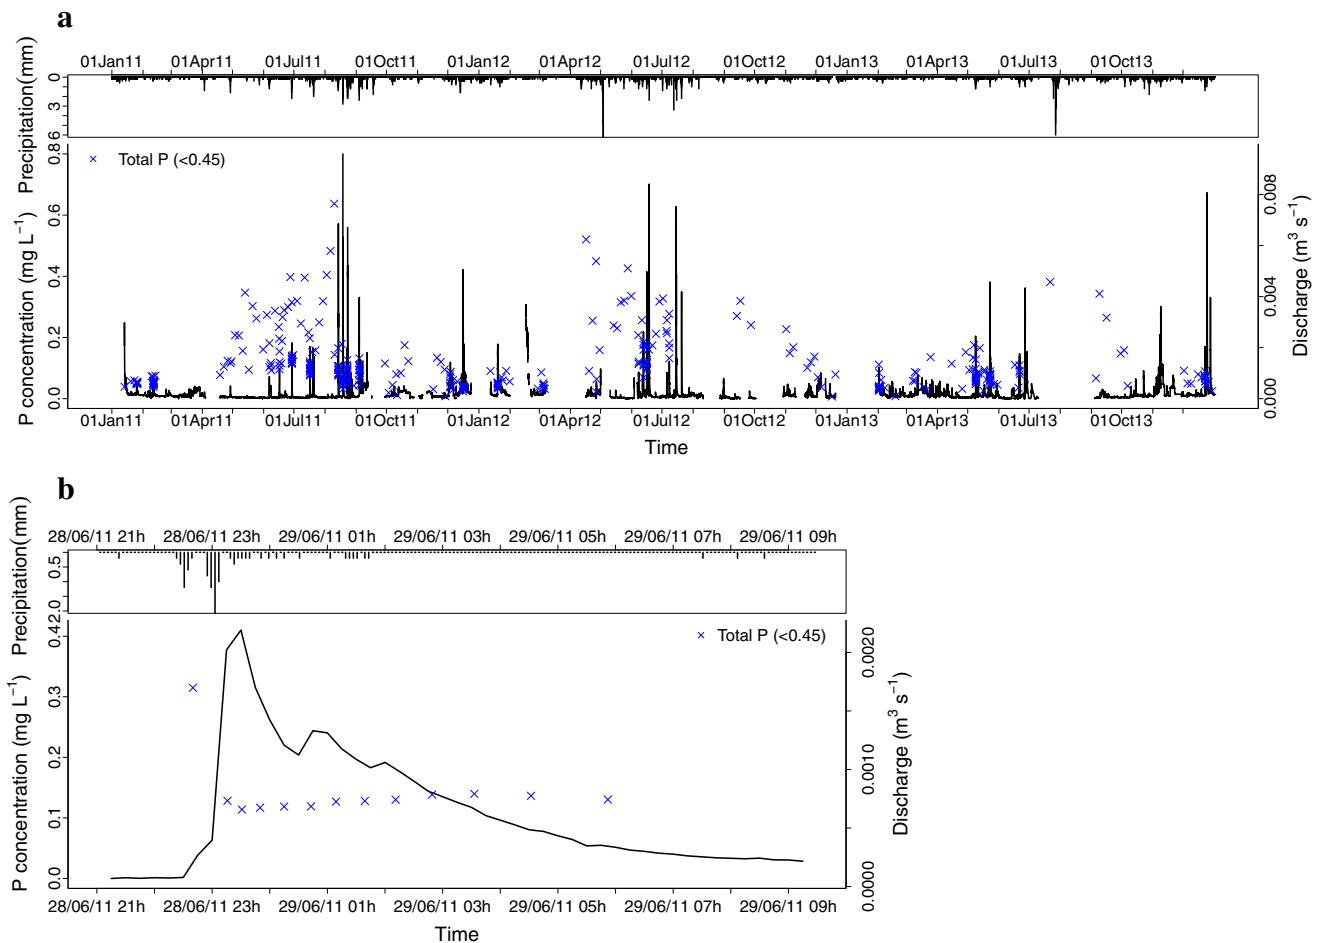 a
01Jan11 01Apr11 01Jul11 01Oct11 01Jan12 01Apr12 01Jul12 01Oct12 01Jan13 01Apr13 01Jul13 01Oct13
Precipitation(mm)
0
3
6
8
× Total P (<0.45)
P concentration (mg L−1)
0.8
0.6
0.4
0.2
0.0
Discharge (m3 s−1)
0.008
0.004
0.000
01Jan11 01Apr11 01Jul11 01Oct11 01Jan12 01Apr12 01Jul12 01Oct12 01Jan13 01Apr13 01Jul13 01Oct13
Time
b
28/06/11 21h 28/06/11 23h 29/06/11 01h 29/06/11 03h 29/06/11 05h 29/06/11 07h 29/06/11 09h
Precipitation(mm)
0.5
2.0
× Total P (<0.45)
P concentration (mg L−1)
0.4
0.3
0.2
0.1
0.0
Discharge (m3 s−1)
0.0020
0.0010
0.0000
28/06/11 21h 28/06/11 23h 29/06/11 01h 29/06/11 03h 29/06/11 05h 29/06/11 07h 29/06/11 09h
Time